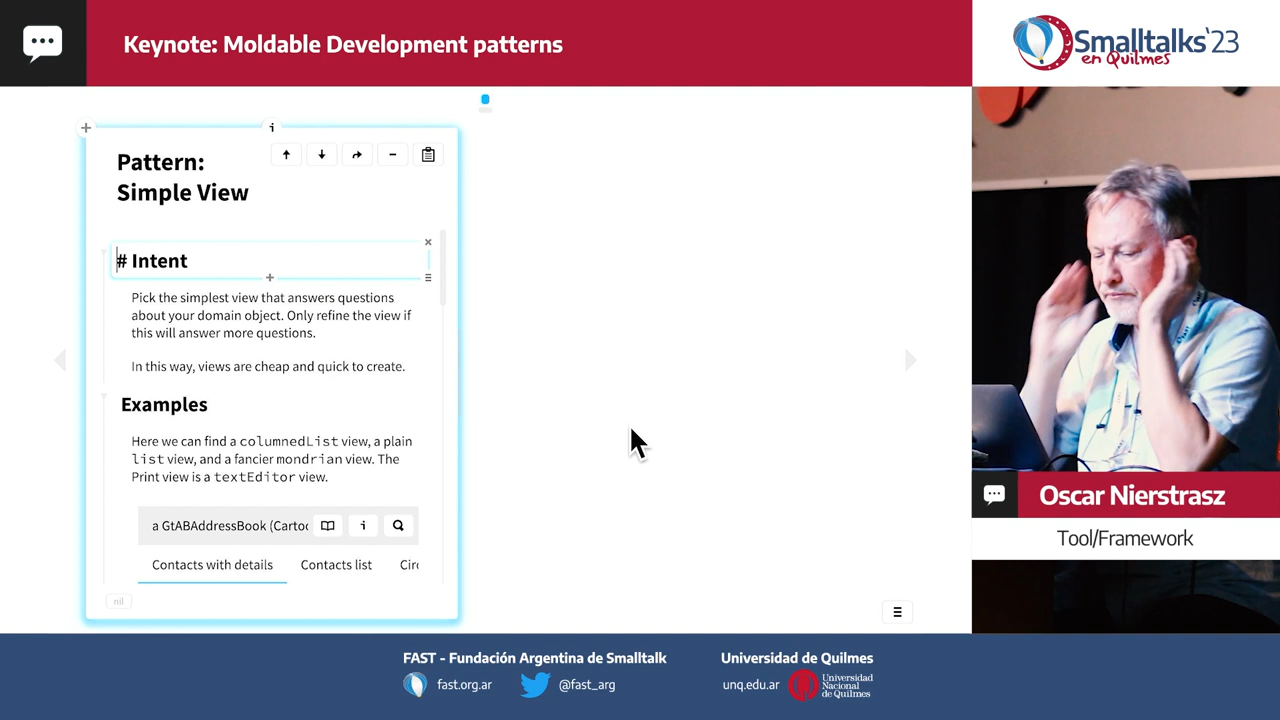 Keynote: Moldable Development patterns
Smalltalks'23
en Quilmes
Pattern:
Simple View
# Intent
Pick the simplest view that answers questions
about your domain object. Only refine the view if
this will answer more questions.
In this way, views are cheap and quick to create.
Examples
Here we can find a columnedList view, a plain
list view, and a fancier mondrian view. The
Print view is a textEditor view.
a GtABAddressBook (Cartoo
Contacts with details
Contacts list
Circ
nil
Oscar Nierstrasz
Tool/Framework
FAST - Fundación Argentina de Smalltalk
fast.org.ar
@fast_arg
Universidad de Quilmes
unq.edu.ar
Universidad
Nacional
de Quilmes